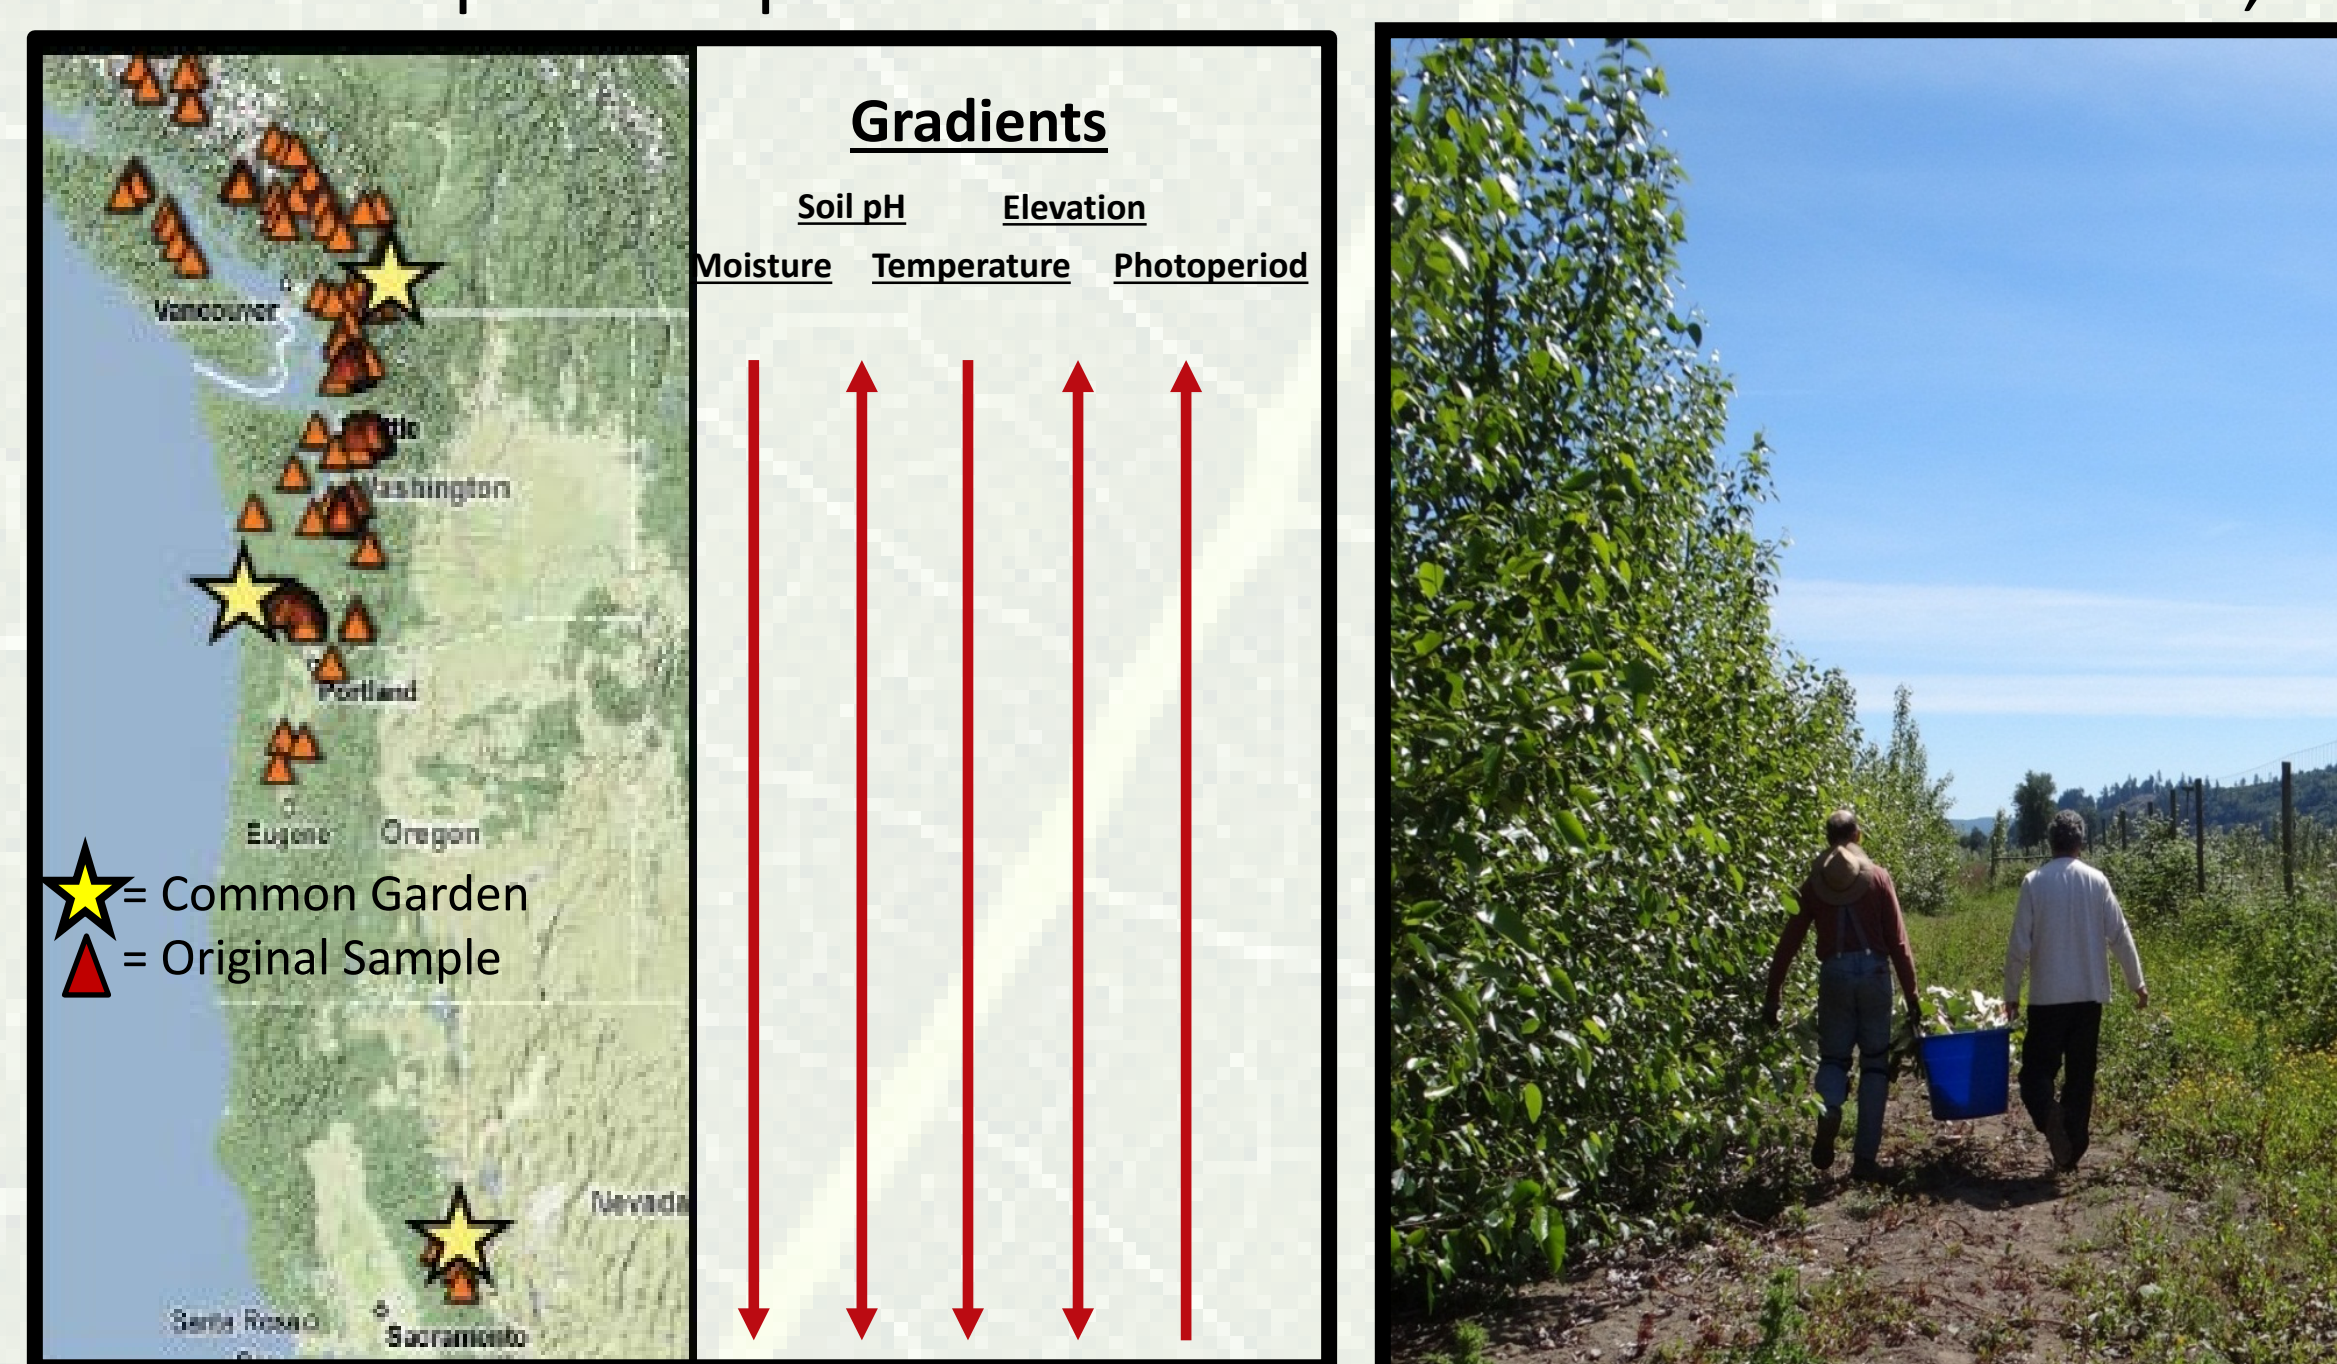 Gradients
Soil pH Elevation
Moisture Temperature Photoperiod
Vancouver
Washington
Portland
Eugene Oregon
= Common Garden
= Original Sample
Nevada
Santa Rosa
Sacramento